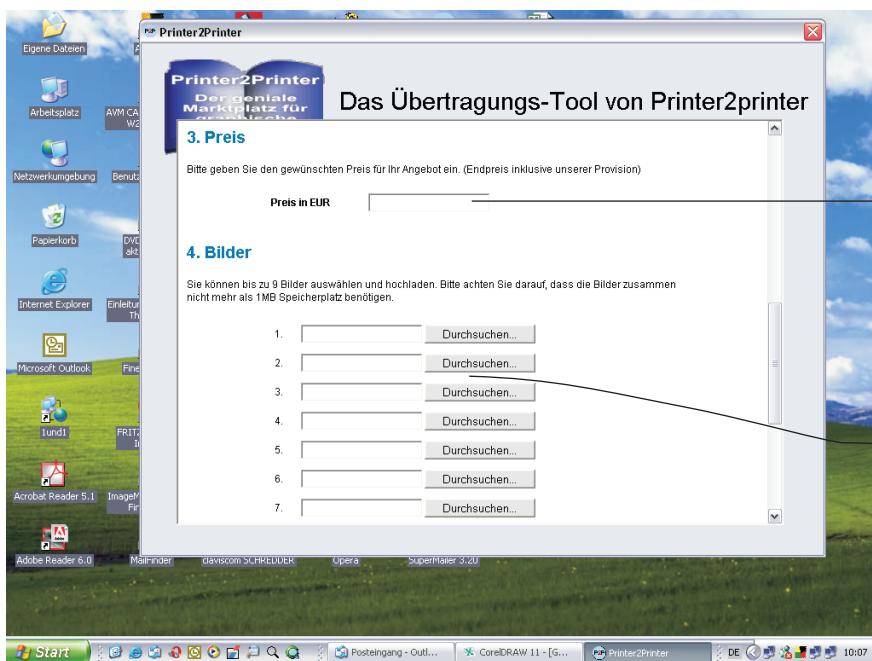 Eigene Dateien
Arbeitsplatz
AVM CA
Netzwerkumgebung
Benutz
Papierkorb
DVD
akt
Internet Explorer
Einleitur
Th
Microsoft Outlook
Fine
1und1
FRITZ
Acrobat Reader 5.1
ImageM
Fir
Adobe Reader 6.0
MailFinder
claviscom SCHREDDER
Opera
SuperMailer 3.20
Printer2Printer
Printer2Printer
Der geniale
Marktplatz für
graphische
Das Übertragungs-Tool von Printer2printer
3. Preis
Bitte geben Sie den gewünschten Preis für Ihr Angebot ein. (Endpreis inklusive unserer Provision)
Preis in EUR
4. Bilder
Sie können bis zu 9 Bilder auswählen und hochladen. Bitte achten Sie darauf, dass die Bilder zusammen
nicht mehr als 1MB Speicherplatz benötigen.
1. Durchsuchen...
2. Durchsuchen...
3. Durchsuchen...
4. Durchsuchen...
5. Durchsuchen...
6. Durchsuchen...
7. Durchsuchen...
Start
Posteingang - Outl...
CorelDRAW 11 - [G...
Printer2Printer
DE
10:07